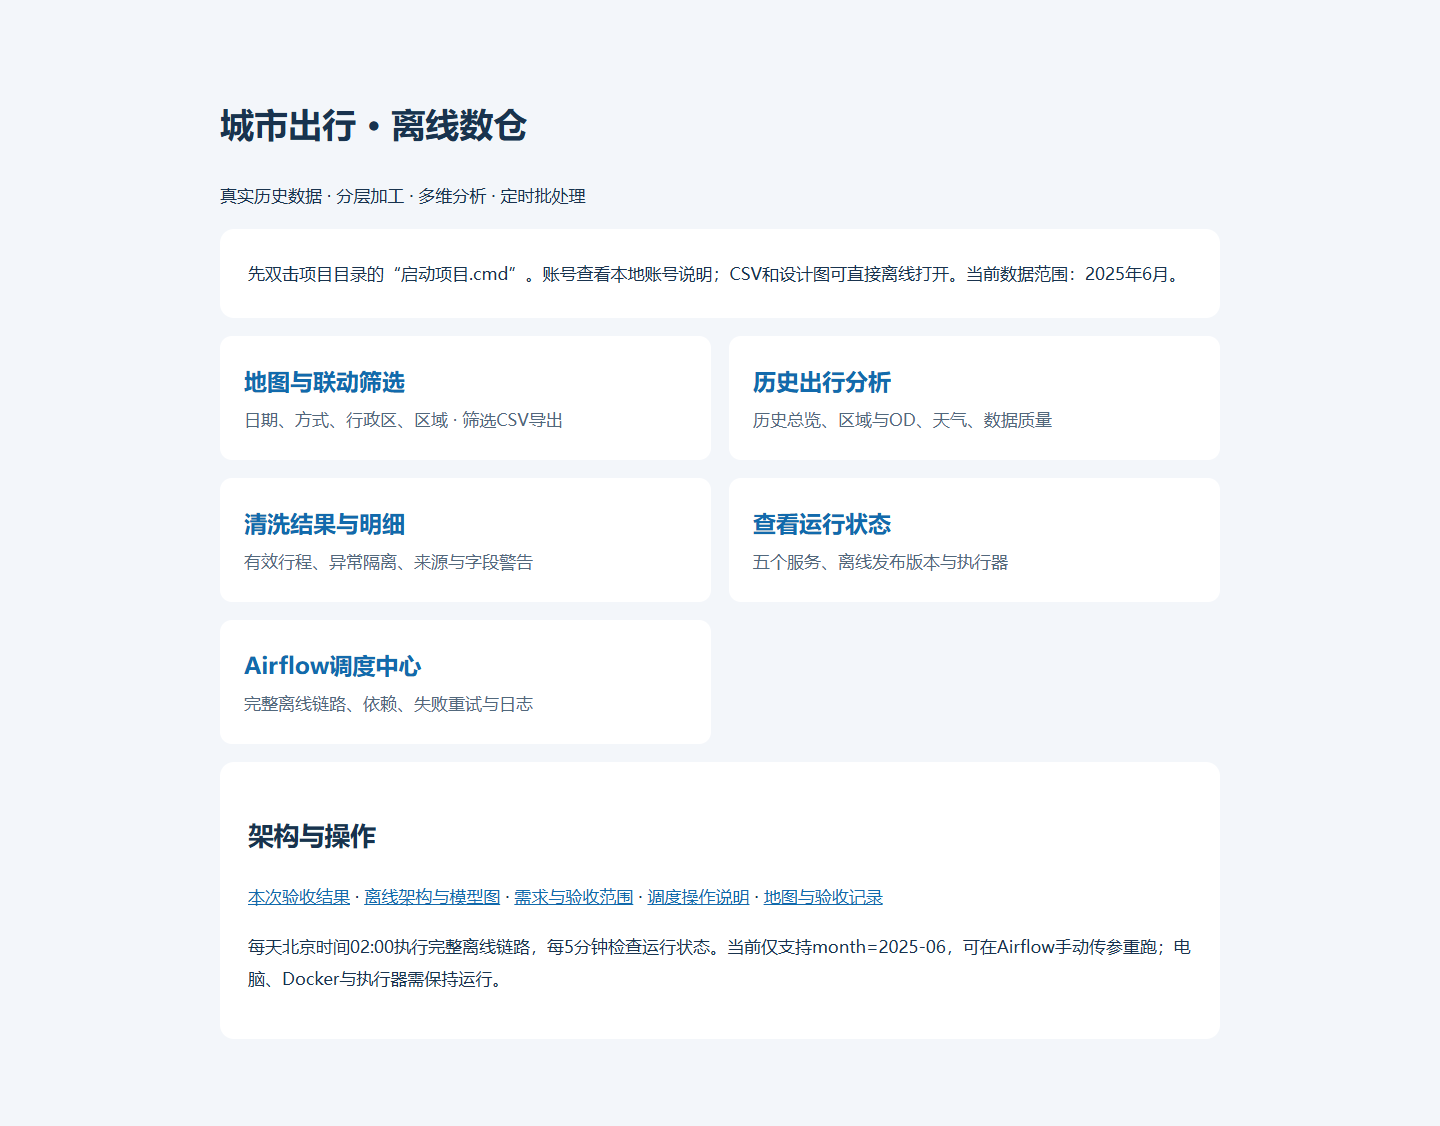 城市出行 · 离线数仓
真实历史数据 · 分层加工 · 多维分析 · 定时批处理
先双击项目目录的“启动项目.cmd”。账号查看本地账号说明；CSV和设计图可直接离线打开。当前数据范围：2025年6月。
地图与联动筛选
日期、方式、行政区、区域 · 筛选CSV导出
历史出行分析
历史总览、区域与OD、天气、数据质量
清洗结果与明细
有效行程、异常隔离、来源与字段警告
查看运行状态
五个服务、离线发布版本与执行器
Airflow调度中心
完整离线链路、依赖、失败重试与日志
架构与操作
本次验收结果 · 离线架构与模型图 · 需求与验收范围 · 调度操作说明 · 地图与验收记录
每天北京时间02:00执行完整离线链路，每5分钟检查运行状态。当前仅支持month=2025-06，可在Airflow手动传参重跑；电
脑、Docker与执行器需保持运行。